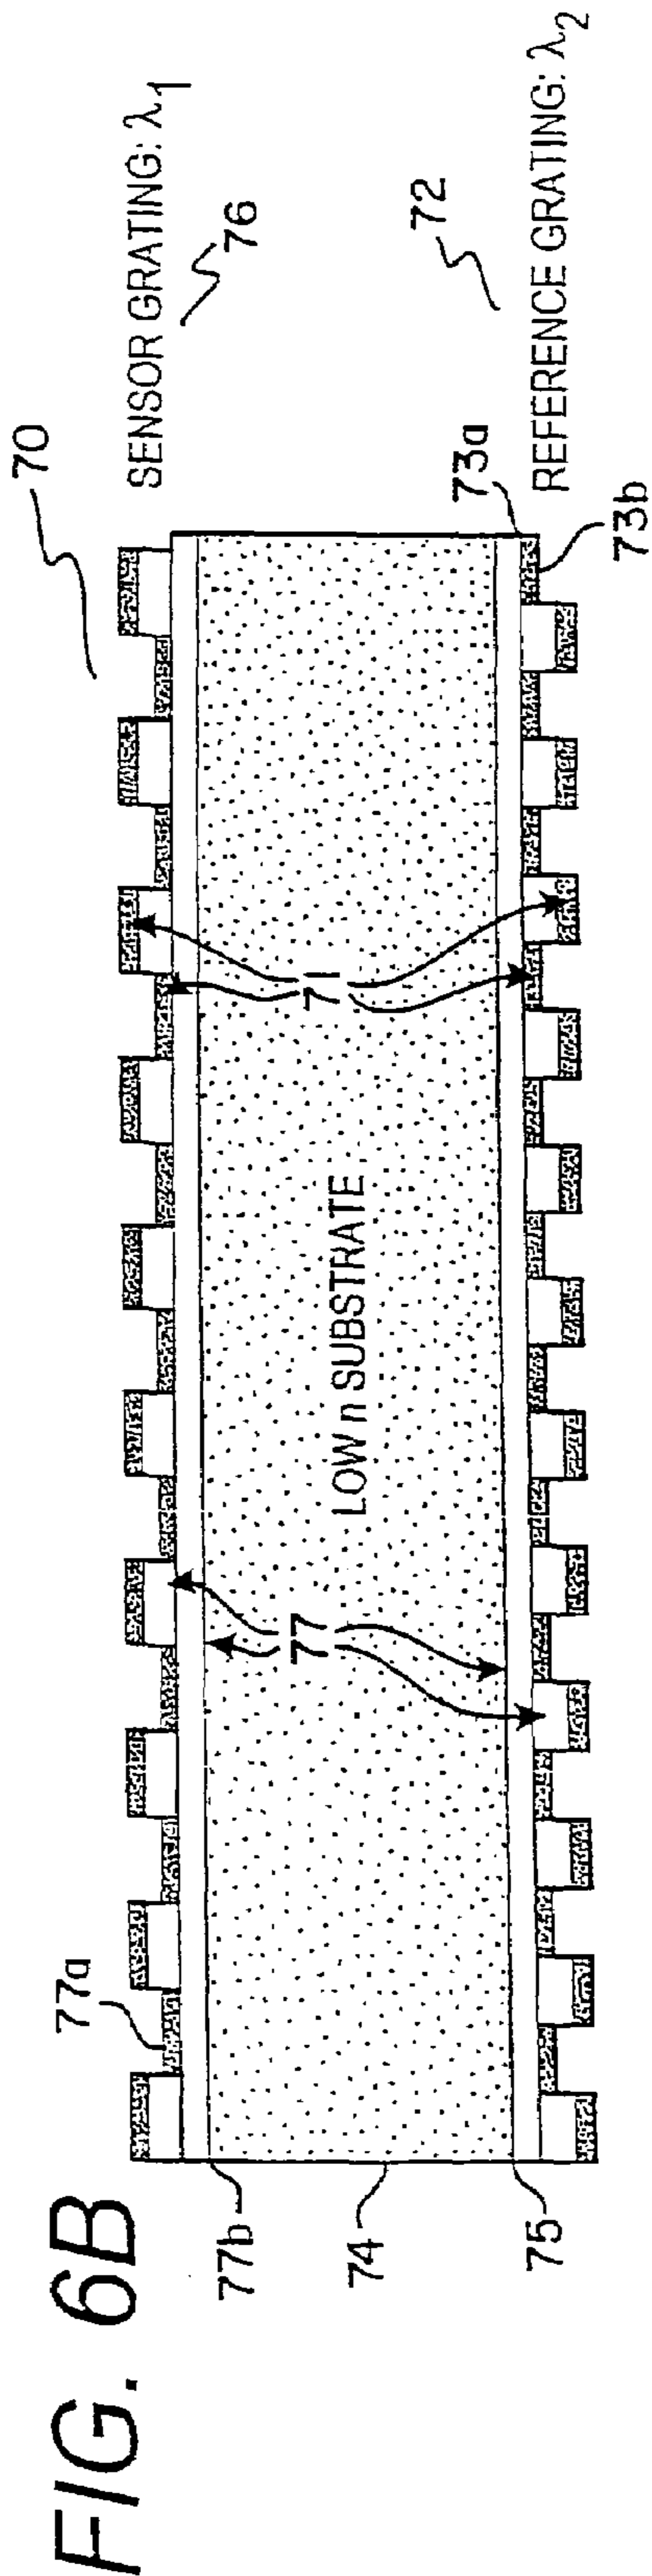 FIG. 6B
70
SENSOR GRATING: λ1
76
77a
77b
71
77
LOW n SUBSTRATE
74
75
72
73a
73b
REFERENCE GRATING: λ2